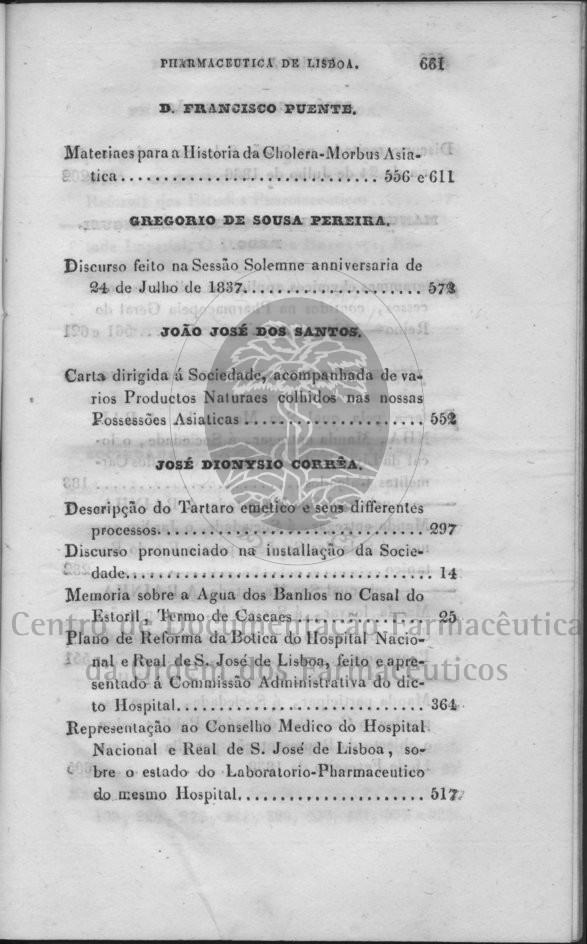 PHARMACEUTICA DE LISBOA. 661
D. FRANCISCO PUENTE.
Materiaes para a Historia da Cholera-Morbus Asia-
tica .............................. 556 e 611
GREGORIO DE SOUSA PEREIRA.
Discurso feito na Sessão Solemne anniversaria de
24 de Julho de 1837..................... 572
JOÃO JOSÉ DOS SANTOS.
Carta dirigida á Sociedade, acompanhada de va-
rios Productos Naturaes colhidos nas nossas
Possessões Asiaticas ...................... 552
JOSÉ DIONYSIO CORRÊA.
Descripção do Tartaro emetico e seus differentes
processos............................... 297
Discurso pronunciado na installação da Socie-
dade.................................... 14
Memoria sobre a Agua dos Banhos no Casal do
Estoril, Termo de Cascaes ................. 25
Plano de Reforma da Botica do Hospital Nacio-
nal e Real de S. José de Lisboa, feito e apre-
sentado á Commissão Administrativa do dic-
to Hospital............................. 364
Representação ao Conselho Medico do Hospital
Nacional e Real de S. José de Lisboa, so-
bre o estado do Laboratorio-Pharmaceutico
do mesmo Hospital...................... 517
Centro de Documentação Farmacêutica
da Ordem dos Farmacêuticos